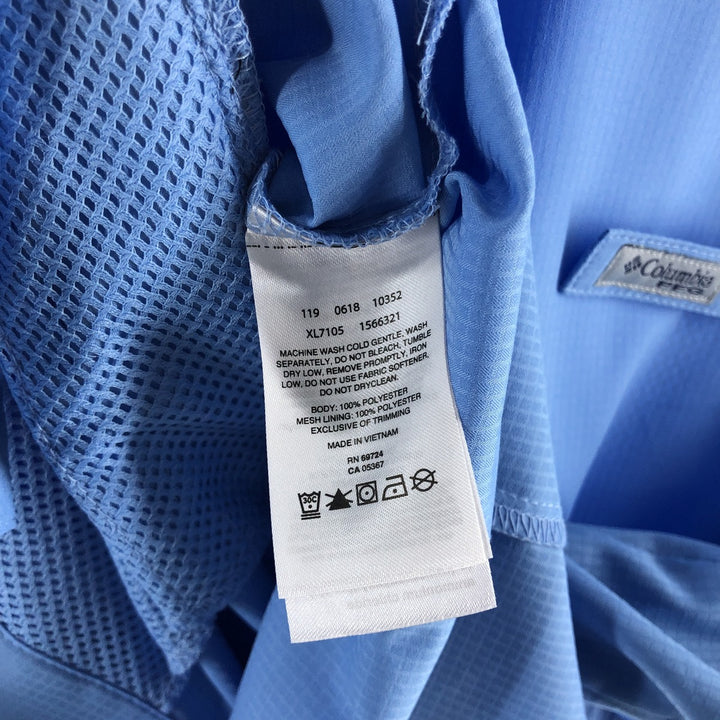 119 0618 10352
XL7105 1566321
MACHINE WASH COLD GENTLE, WASH
SEPARATELY, DO NOT BLEACH, TUMBLE
DRY LOW, REMOVE PROMPTLY, IRON
LOW, DO NOT USE FABRIC SOFTENER.
DO NOT DRYCLEAN.
BODY: 100% POLYESTER
MESH LINING: 100% POLYESTER
EXCLUSIVE OF TRIMMING
MADE IN VIETNAM
RN 69724
CA 05367
30C
Columbia
PFG